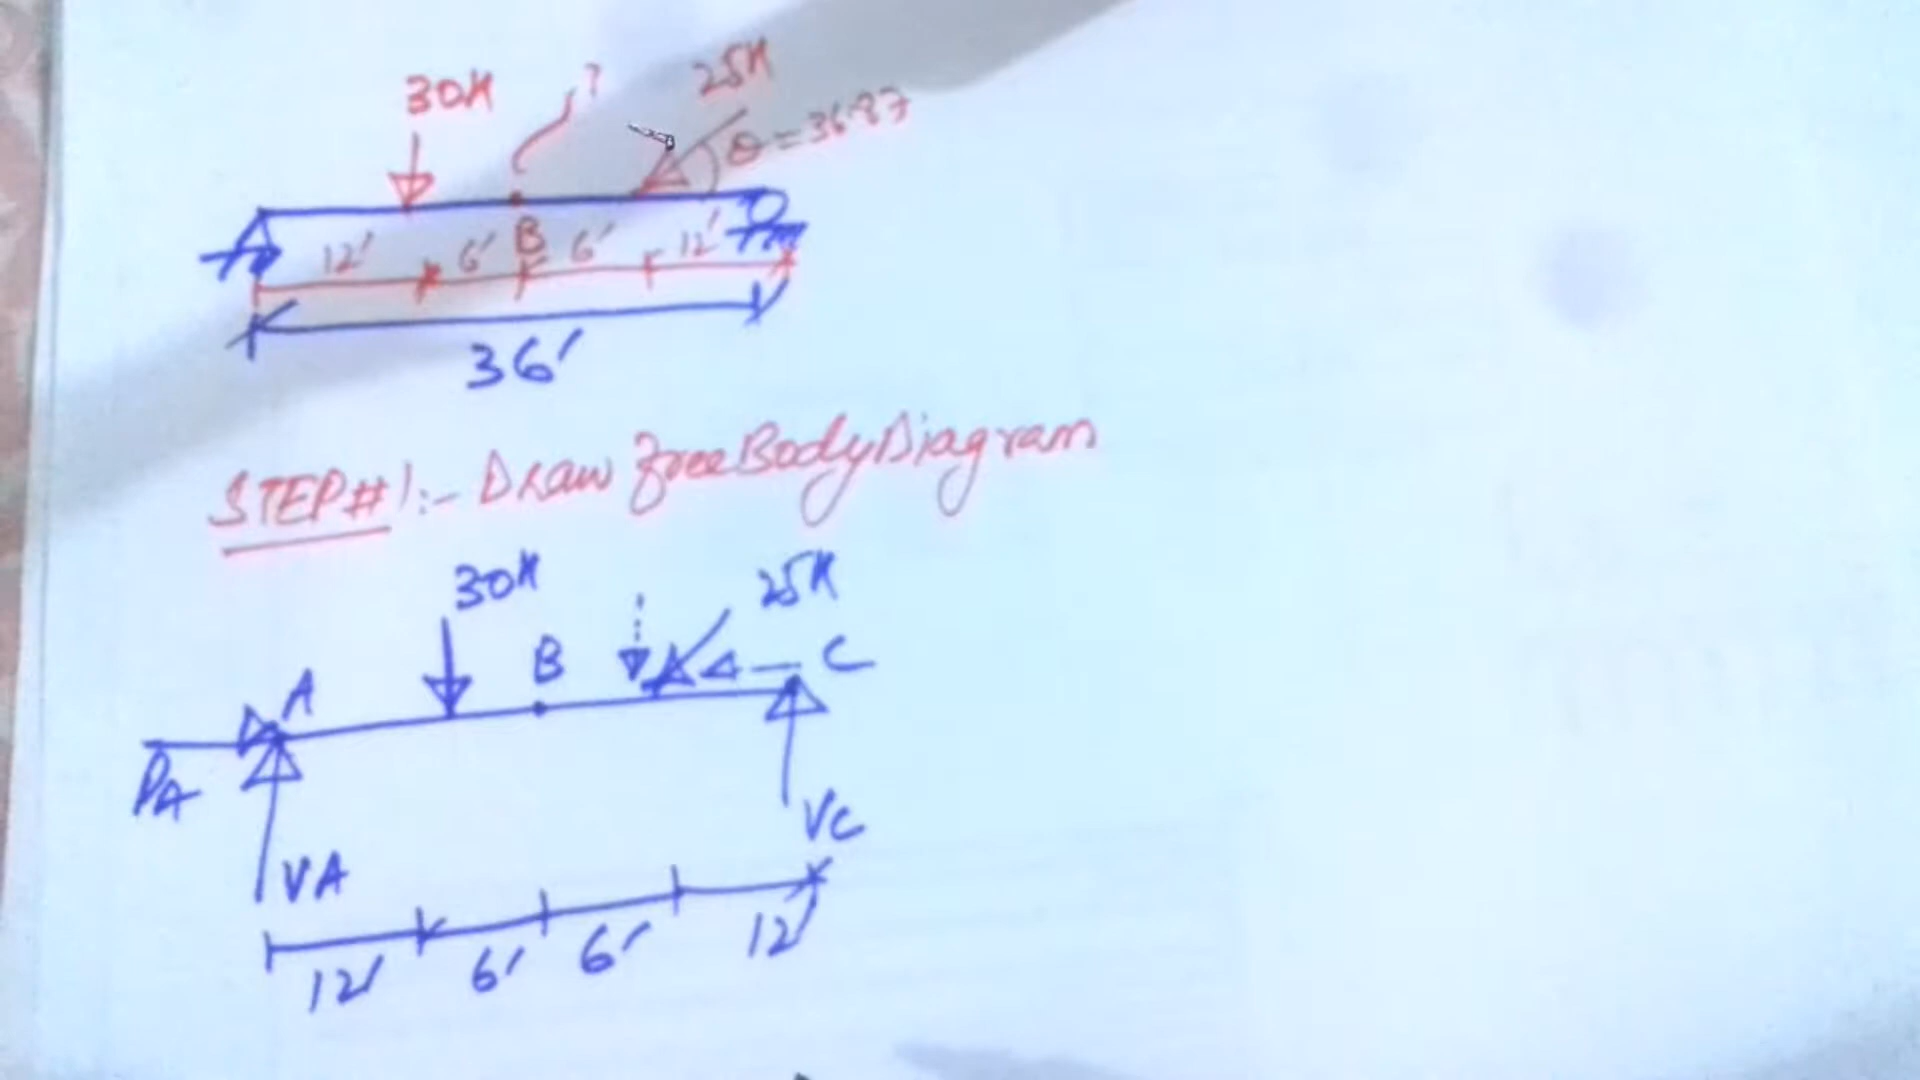 30K ? 25K
θ = 36.87
12' 6' B 6' 12'
36'
STEP#1:- Draw free Body Diagram
30K 25K
A B C
PA
VA VC
12' 6' 6' 12'